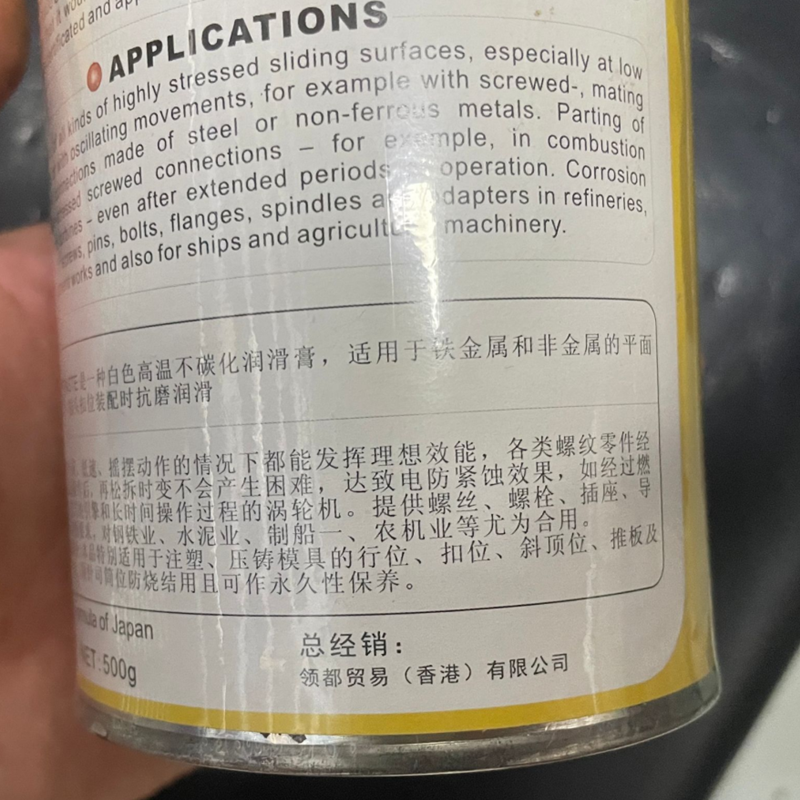 it would
and app
APPLICATIONS
kinds of highly stressed sliding surfaces, especially at low
oscillating movements, for example with screwed-, mating
made of steel or non-ferrous metals. Parting of
screwed connections – for example, in combustion
– even after extended periods operation. Corrosion
pins, bolts, flanges, spindles adapters in refineries,
works and also for ships and agricult machinery.
一种白色高温不碳化润滑膏，适用于铁金属和非金属的平面
装配时抗磨润滑
摇摆动作的情况下都能发挥理想效能，各类螺纹零件经
再松拆时变不会产生困难，达致电防紧蚀效果，如经过燃
和长时间操作过程的涡轮机。提供螺丝、螺栓、插座、导
对钢铁业、水泥业、制船一、农机业等尤为合用。
特别适用于注塑、压铸模具的行位、扣位、斜顶位、推板及
位防烧结用且可作永久性保养。
of Japan
NET:500g
总经销：
领都贸易（香港）有限公司